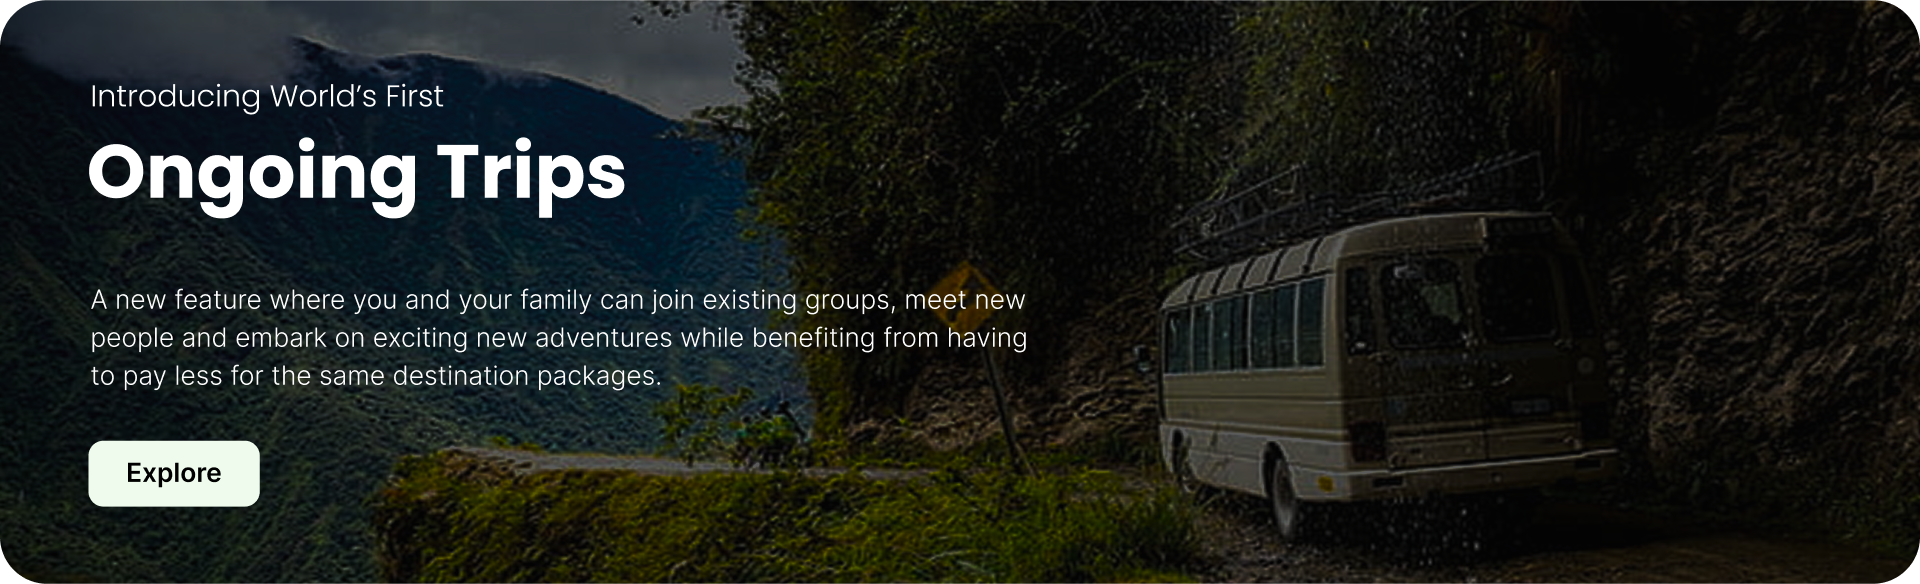 Introducing World’s First
Ongoing Trips
A new feature where you and your family can join existing groups, meet new
people and embark on exciting new adventures while benefiting from having
to pay less for the same destination packages.
Explore